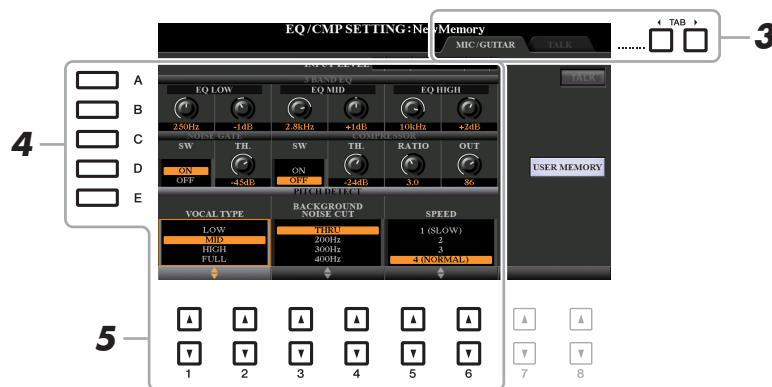 EQ/CMP SETTING:NewMemory
TAB
3
MIC/GUITAR
TALK
INPUT LEVEL
A
3 BAND EQ
TALK
EQ LOW EQ MID EQ HIGH
B
250Hz -1dB 2.8kHz +1dB 10kHz +2dB
NOISE GATE COMPRESSOR
C
4
SW TH. SW TH. RATIO OUT
D
ON ON
USER MEMORY
OFF -45dB OFF -24dB 3.0 86
PITCH DETECT
E
VOCAL TYPE BACKGROUND NOISE CUT SPEED
LOW THRU 1 (SLOW)
MID 200Hz 2
HIGH 300Hz 3
FULL 400Hz 4 (NORMAL)
5
1 2 3 4 5 6 7 8